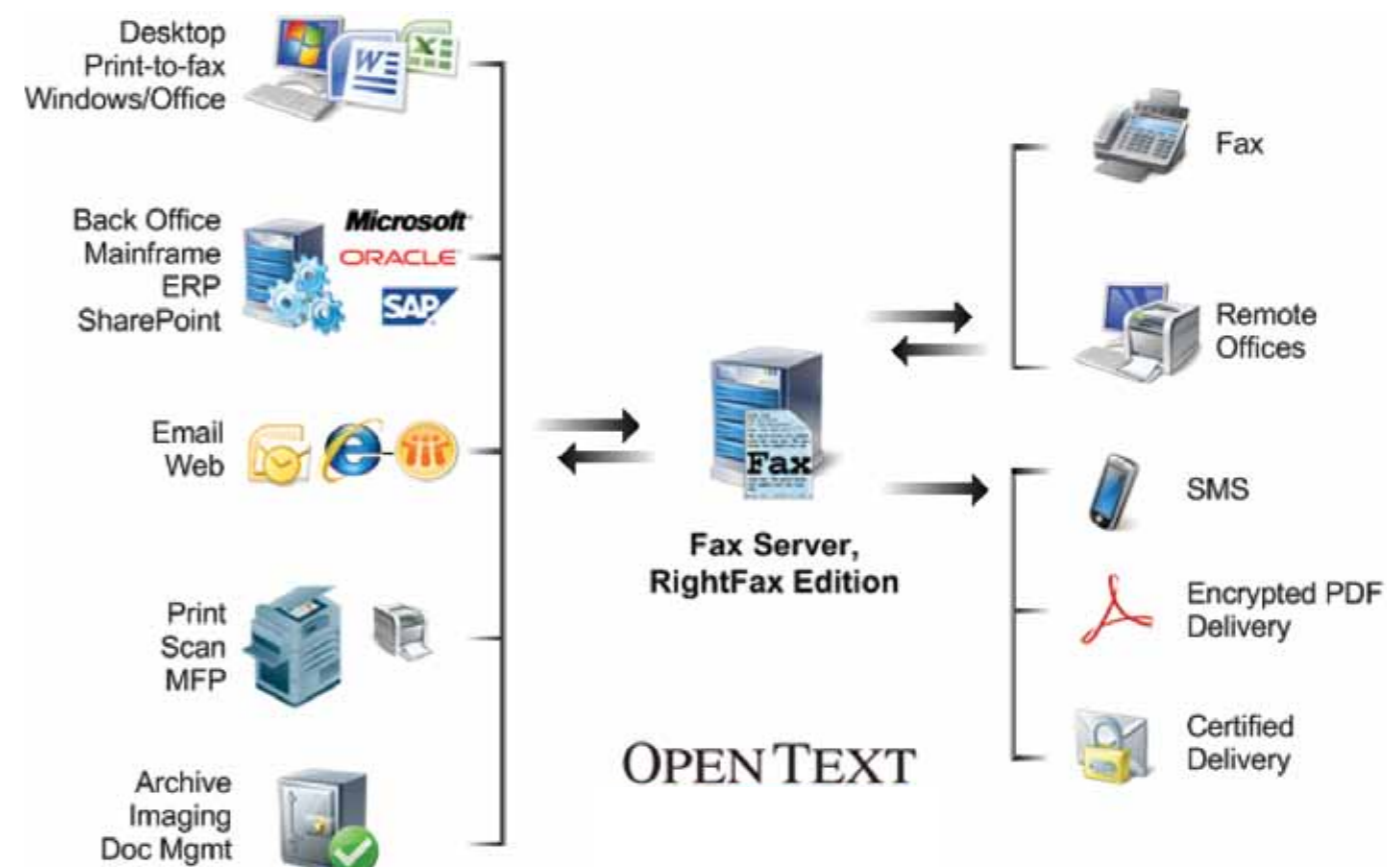 Desktop
Print-to-fax
Windows/Office
W
X
Back Office
Mainframe
ERP
SharePoint
Microsoft
ORACLE
SAP
Email
Web
e
Print
Scan
MFP
Archive
Imaging
Doc Mgmt
Fax
Fax Server,
RightFax Edition
OPEN TEXT
Fax
Remote
Offices
SMS
Encrypted PDF
Delivery
Certified
Delivery